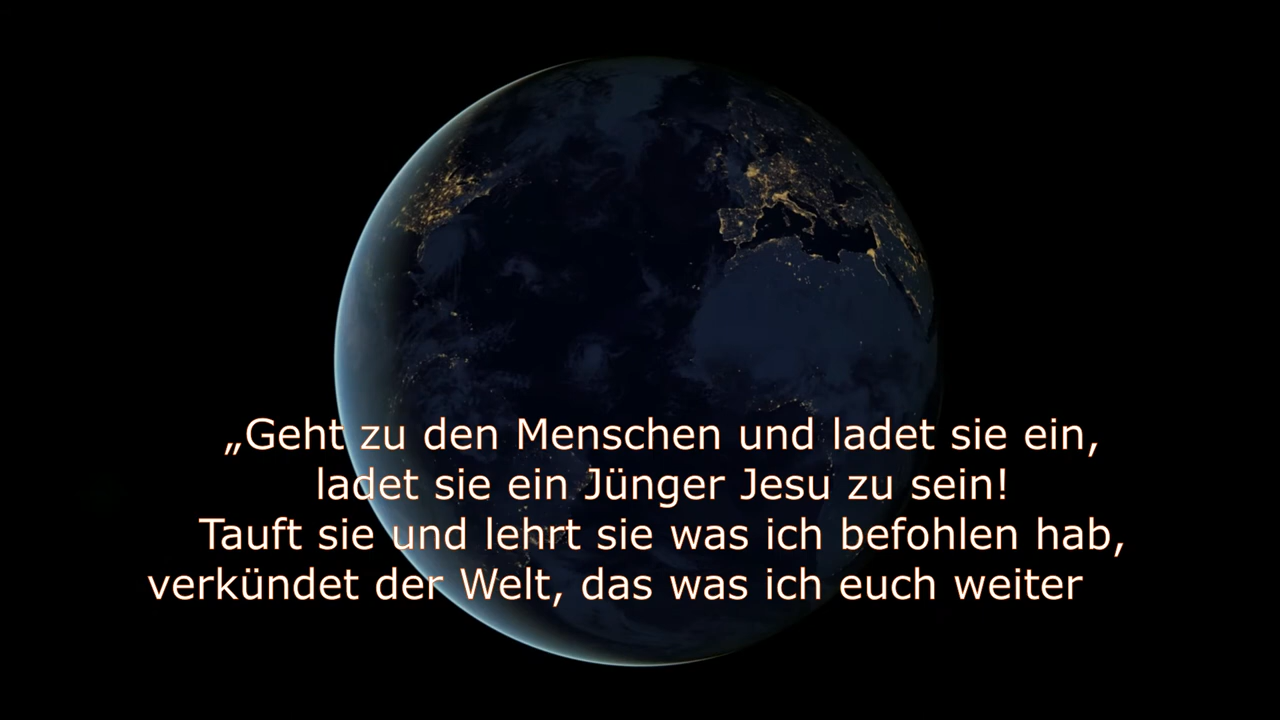 „Geht zu den Menschen und ladet sie ein,
ladet sie ein Jünger Jesu zu sein!
Tauft sie und lehrt sie was ich befohlen hab,
verkündet der Welt, das was ich euch weiter